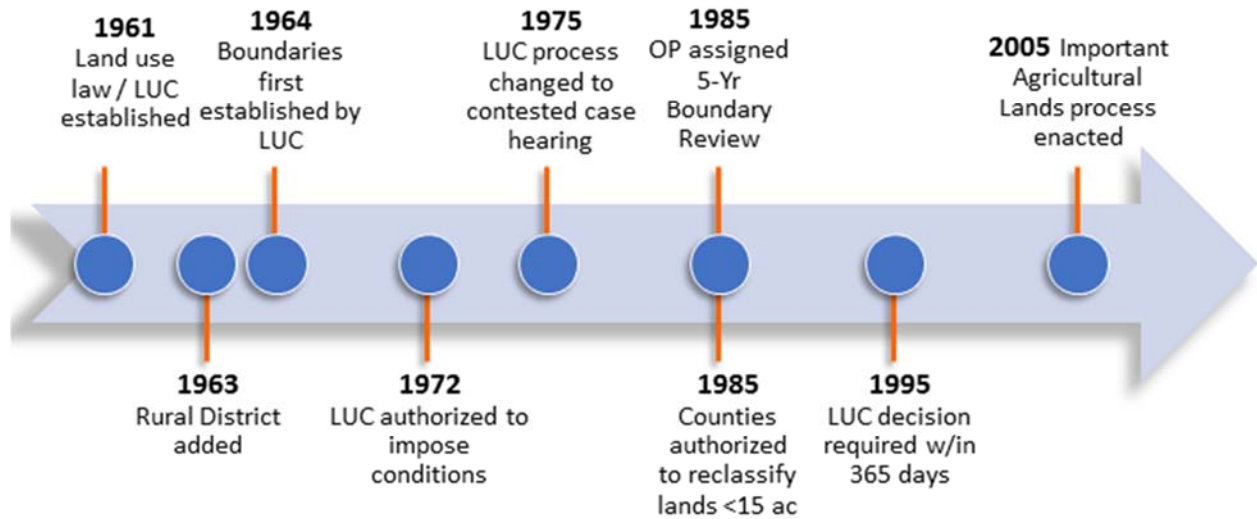 1961
Land use
law / LUC
established
1964
Boundaries
first
established by
LUC
1975
LUC process
changed to
contested case
hearing
1985
OP assigned
5-Yr
Boundary
Review
2005 Important
Agricultural
Lands process
enacted
1963
Rural District
added
1972
LUC authorized to
impose
conditions
1985
Counties
authorized
to reclassify
lands <15 ac
1995
LUC decision
required w/in
365 days